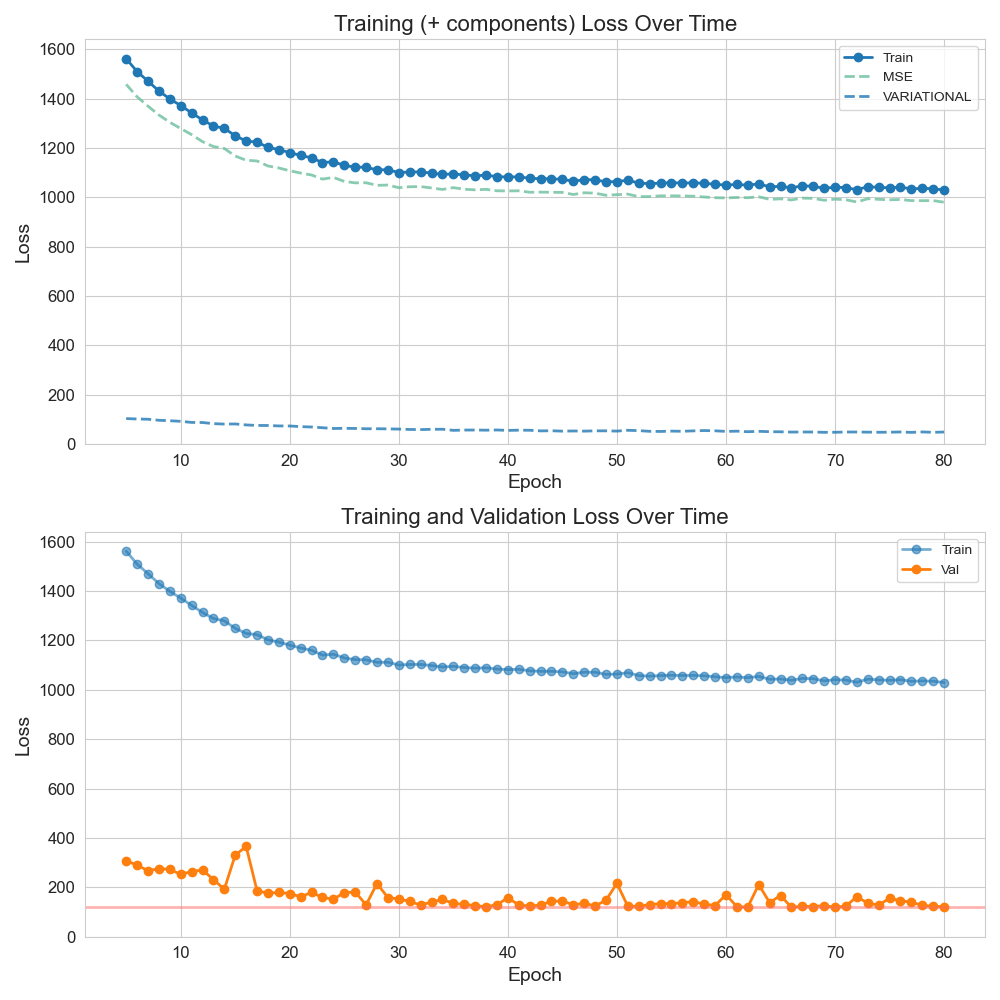 Training (+ components) Loss Over Time
1600
1400
1200
1000
800
600
400
200
0
Loss
Train
MSE
VARIATIONAL
10 20 30 40 50 60 70 80
Epoch
Training and Validation Loss Over Time
1600
1400
1200
1000
800
600
400
200
0
Loss
Train
Val
10 20 30 40 50 60 70 80
Epoch